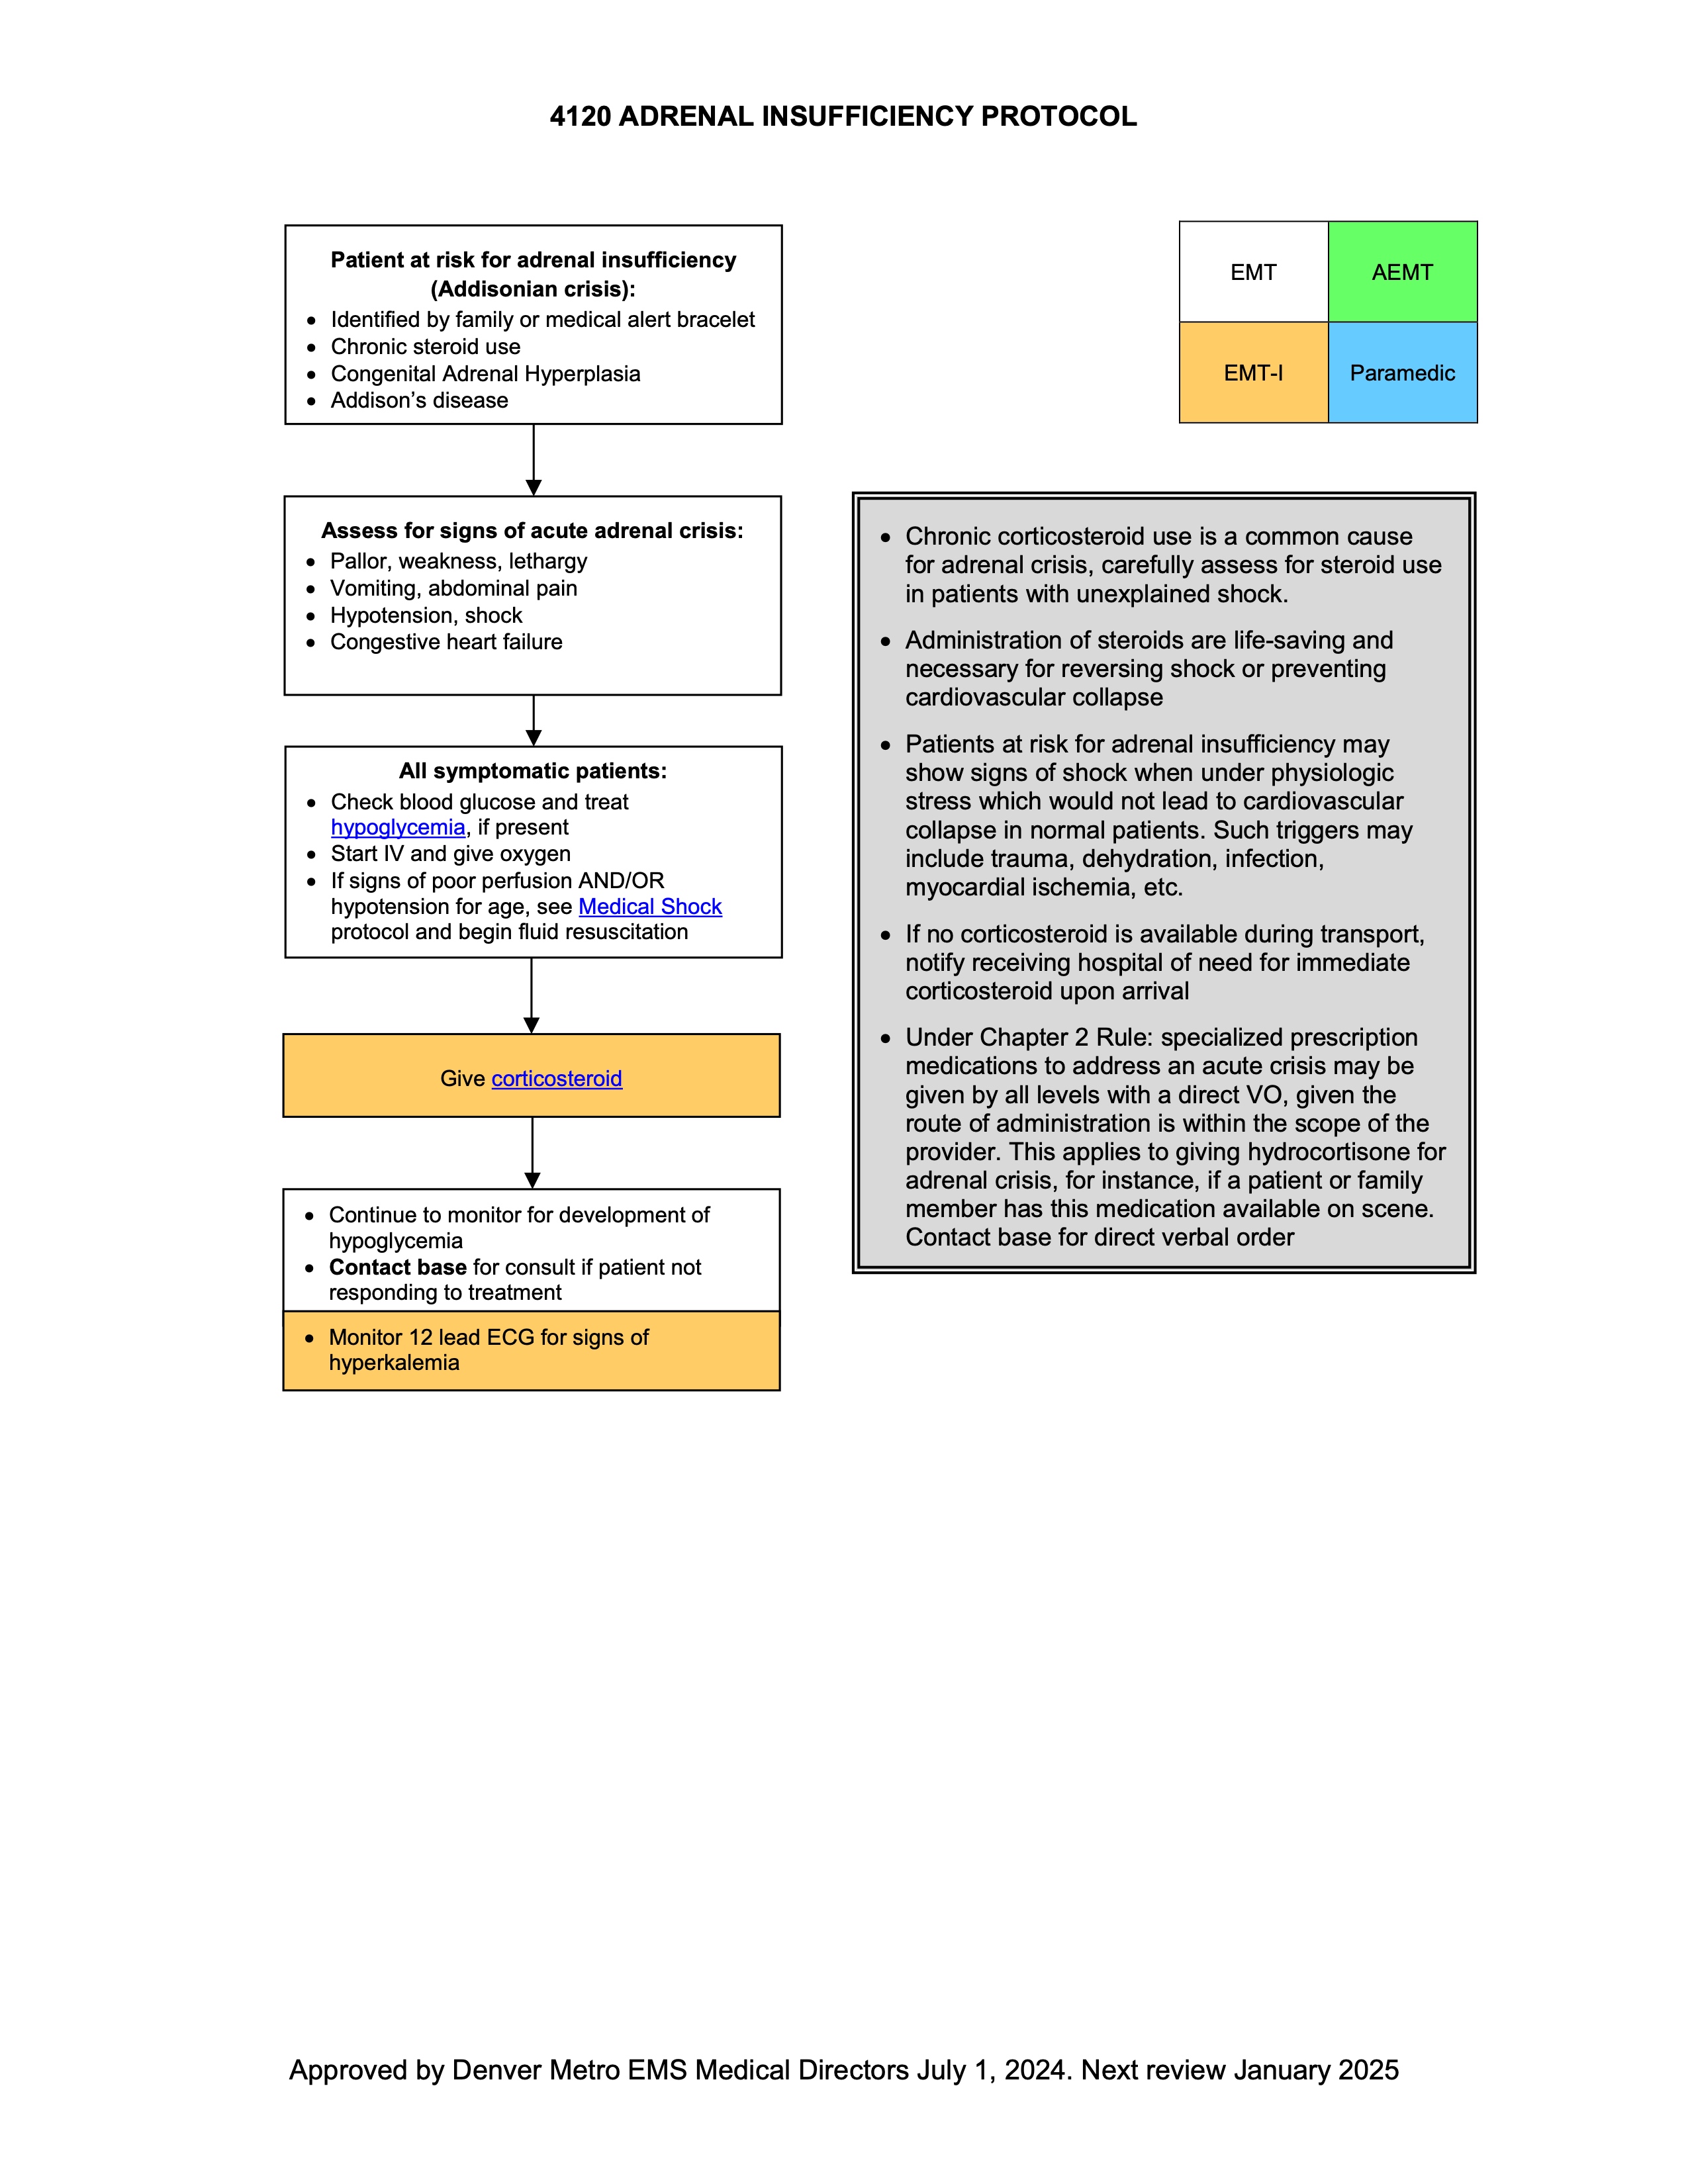 4120 ADRENAL INSUFFICIENCY PROTOCOL
Patient at risk for adrenal insufficiency
(Addisonian crisis):
• Identified by family or medical alert bracelet
• Chronic steroid use
• Congenital Adrenal Hyperplasia
• Addison’s disease
EMT
AEMT
EMT-I
Paramedic
Assess for signs of acute adrenal crisis:
• Pallor, weakness, lethargy
• Vomiting, abdominal pain
• Hypotension, shock
• Congestive heart failure
All symptomatic patients:
• Check blood glucose and treat
hypoglycemia, if present
• Start IV and give oxygen
• If signs of poor perfusion AND/OR
hypotension for age, see Medical Shock
protocol and begin fluid resuscitation
Give corticosteroid
• Continue to monitor for development of
hypoglycemia
• Contact base for consult if patient not
responding to treatment
• Monitor 12 lead ECG for signs of
hyperkalemia
• Chronic corticosteroid use is a common cause
for adrenal crisis, carefully assess for steroid use
in patients with unexplained shock.
• Administration of steroids are life-saving and
necessary for reversing shock or preventing
cardiovascular collapse
• Patients at risk for adrenal insufficiency may
show signs of shock when under physiologic
stress which would not lead to cardiovascular
collapse in normal patients. Such triggers may
include trauma, dehydration, infection,
myocardial ischemia, etc.
• If no corticosteroid is available during transport,
notify receiving hospital of need for immediate
corticosteroid upon arrival
• Under Chapter 2 Rule: specialized prescription
medications to address an acute crisis may be
given by all levels with a direct VO, given the
route of administration is within the scope of the
provider. This applies to giving hydrocortisone for
adrenal crisis, for instance, if a patient or family
member has this medication available on scene.
Contact base for direct verbal order
Approved by Denver Metro EMS Medical Directors July 1, 2024. Next review January 2025